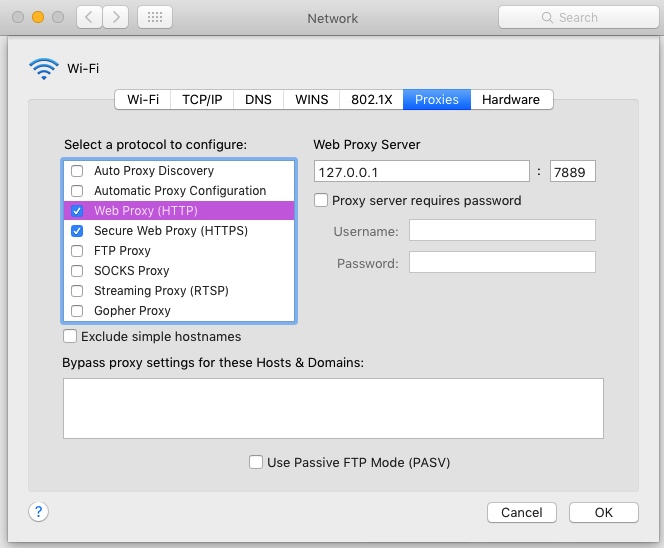 Network
Search
Wi-Fi
Wi-Fi TCP/IP DNS WINS 802.1X Proxies Hardware
Select a protocol to configure:
Auto Proxy Discovery
Automatic Proxy Configuration
Web Proxy (HTTP)
Secure Web Proxy (HTTPS)
FTP Proxy
SOCKS Proxy
Streaming Proxy (RTSP)
Gopher Proxy
Exclude simple hostnames
Web Proxy Server
127.0.0.1 : 7889
Proxy server requires password
Username:
Password:
Bypass proxy settings for these Hosts & Domains:
Use Passive FTP Mode (PASV)
? Cancel OK